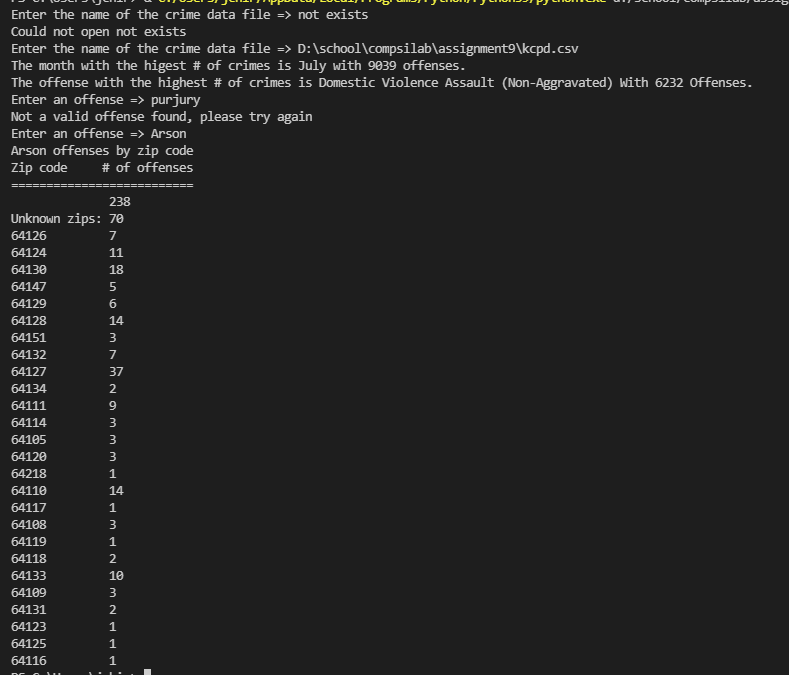 Enter the name of the crime data file => not exists
Could not open not exists
Enter the name of the crime data file => D:\school\compsilab\assignment9\kcpd.csv
The month with the higest # of crimes is July with 9039 offenses.
The offense with the highest # of crimes is Domestic Violence Assault (Non-Aggravated) With 6232 Offenses.
Enter an offense => purjury
Not a valid offense found, please try again
Enter an offense => Arson
Arson offenses by zip code
Zip code     # of offenses
==========================
238
Unknown zips: 70
64126 7
64124 11
64130 18
64147 5
64129 6
64128 14
64151 3
64132 7
64127 37
64134 2
64111 9
64114 3
64105 3
64120 3
64218 1
64110 14
64117 1
64108 3
64119 1
64118 2
64133 10
64109 3
64131 2
64123 1
64125 1
64116 1